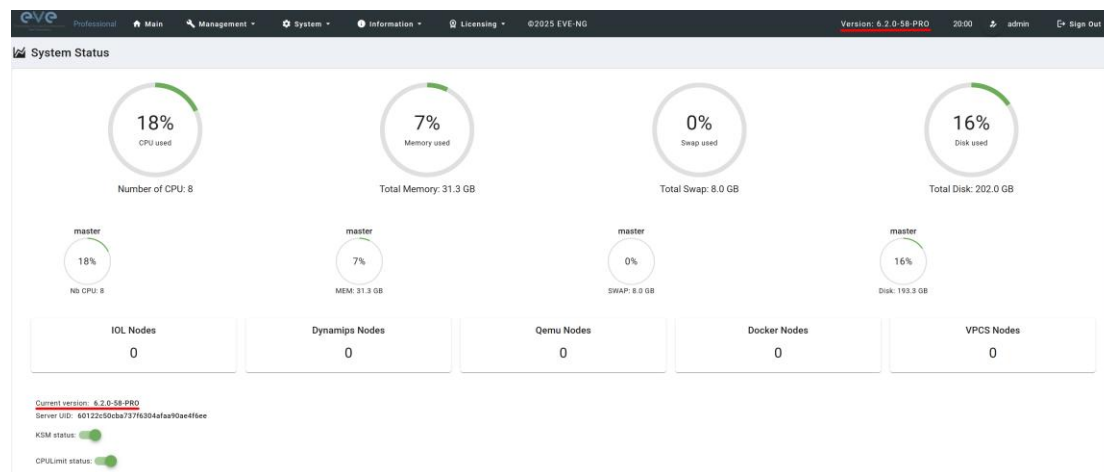 eve Professional Main Management System Information Licensing ©2025 EVE-NG Version: 6.2.0-58-PRO 20:00 admin Sign Out
System Status
18% 7% 0% 16%
CPU used Memory used Swap used Disk used
Number of CPU: 8 Total Memory: 31.3 GB Total Swap: 8.0 GB Total Disk: 202.0 GB
master master master master
18% 7% 0% 16%
Nb CPU: 8 MEM: 31.3 GB SWAP: 8.0 GB Disk: 193.3 GB
IOL Nodes Dynamips Nodes Qemu Nodes Docker Nodes VPCS Nodes
0 0 0 0 0
Current version: 6.2.0-58-PRO
Server UID: 60122c50cba737f6304afaa90ae4f6ee
KSM status:
CPULimit status: